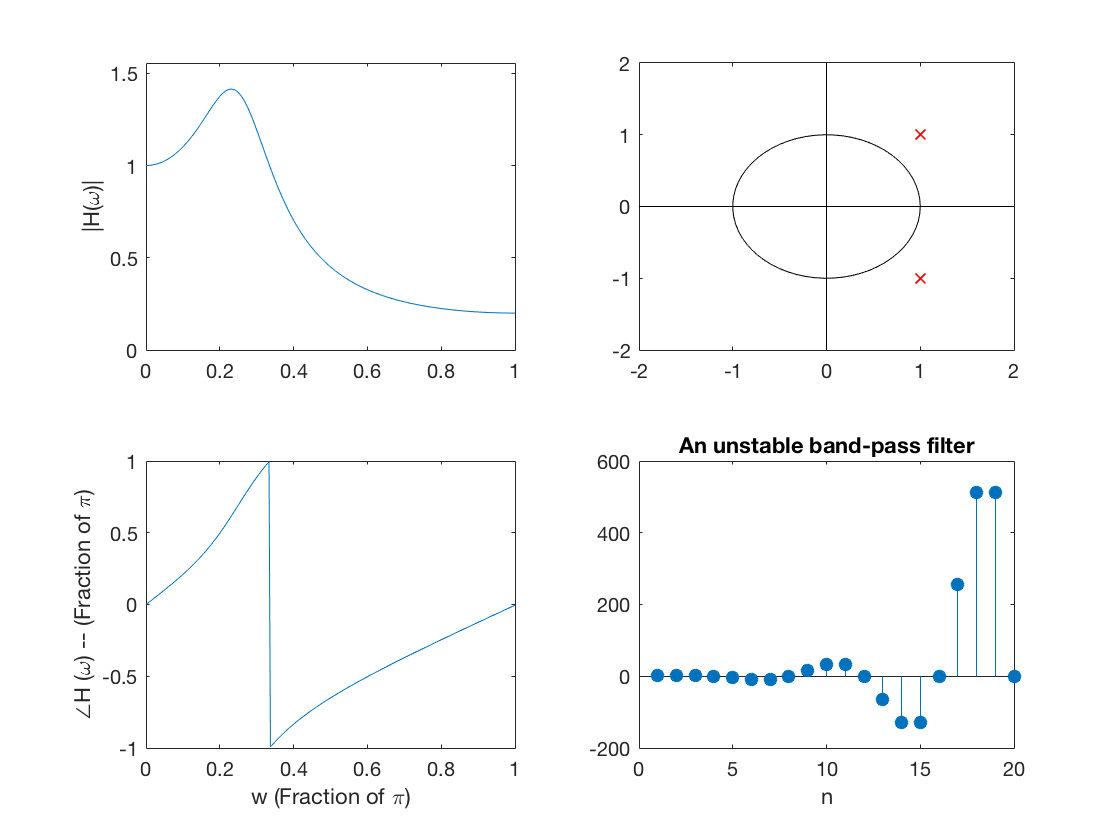 |H(ω)|
1.5
1
0.5
0
0 0.2 0.4 0.6 0.8 1
2
1
0
-1
-2
-2 -1 0 1 2
∠H (ω) -- (Fraction of π)
1
0.5
0
-0.5
-1
0 0.2 0.4 0.6 0.8 1
w (Fraction of π)
An unstable band-pass filter
600
400
200
0
-200
0 5 10 15 20
n